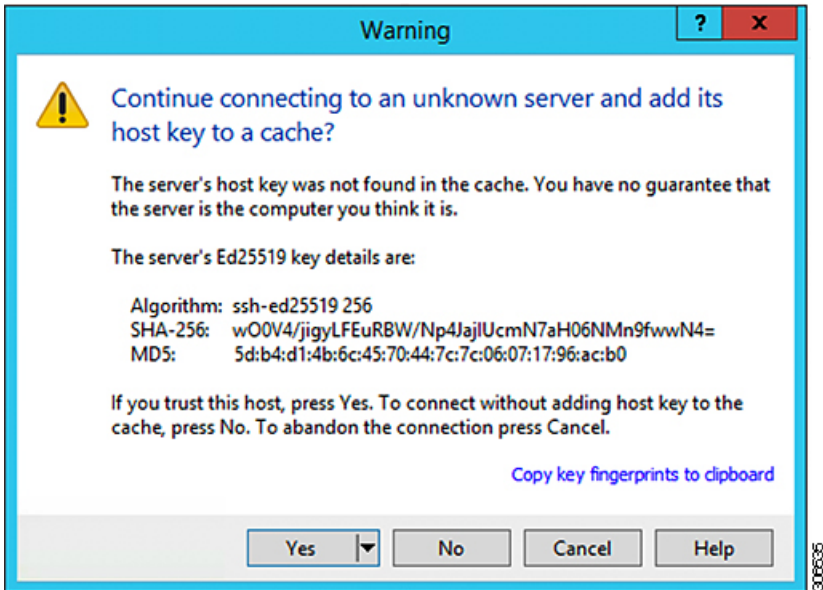 Warning
?
x
Continue connecting to an unknown server and add its
host key to a cache?
The server's host key was not found in the cache. You have no guarantee that
the server is the computer you think it is.
The server's Ed25519 key details are:
Algorithm: ssh-ed25519 256
SHA-256: wO0V4/jigyLFEuRBW/Np4JajlUcmN7aH06NMn9fwwN4=
MD5: 5d:b4:d1:4b:6c:45:70:44:7c:7c:06:07:17:96:ac:b0
If you trust this host, press Yes. To connect without adding host key to the
cache, press No. To abandon the connection press Cancel.
Copy key fingerprints to clipboard
Yes
No
Cancel
Help
306535